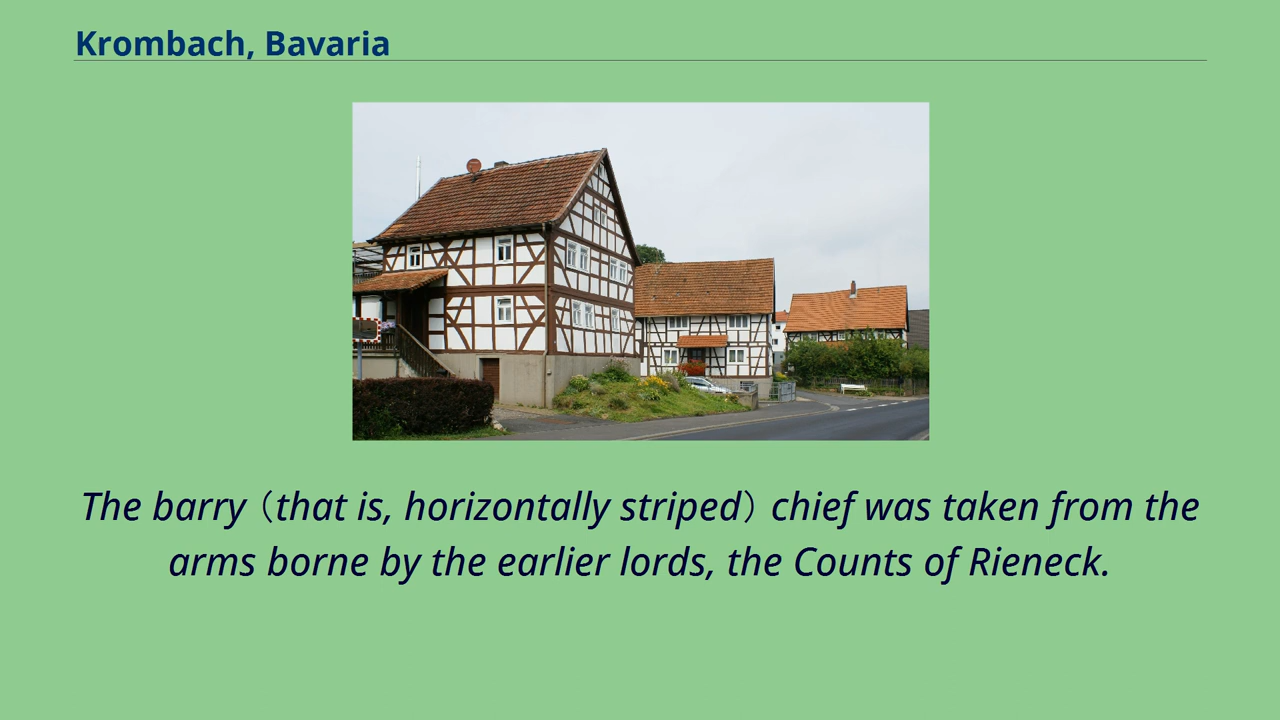 Krombach, Bavaria
The barry (that is, horizontally striped) chief was taken from the
arms borne by the earlier lords, the Counts of Rieneck.